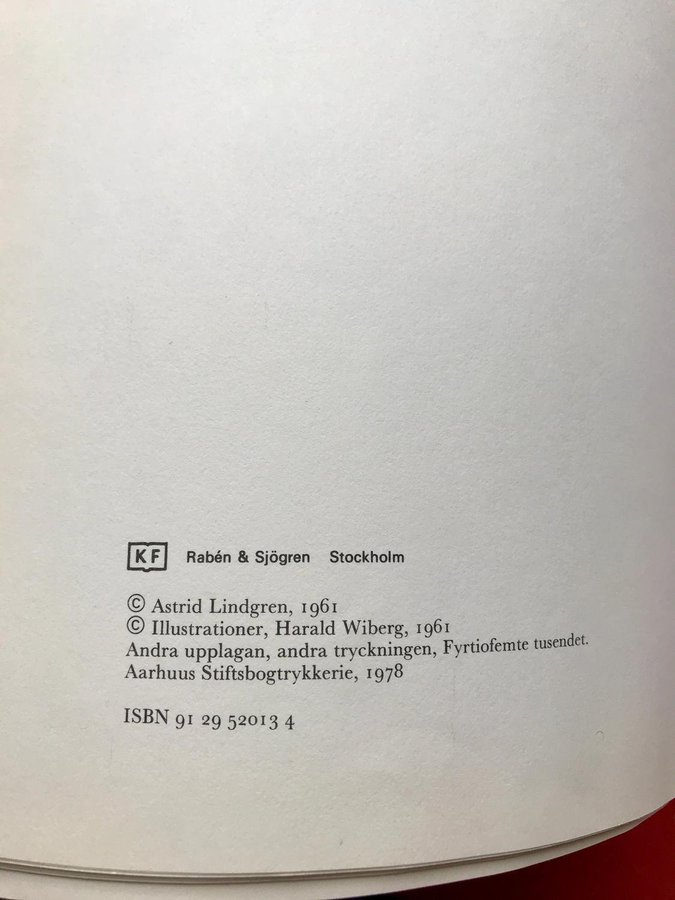 KF Rabén & Sjögren Stockholm
© Astrid Lindgren, 1961
© Illustrationer, Harald Wiberg, 1961
Andra upplagan, andra tryckningen, Fyrtiofemte tusendet.
Aarhuus Stiftsbogtrykkerie, 1978
ISBN 91 29 52013 4